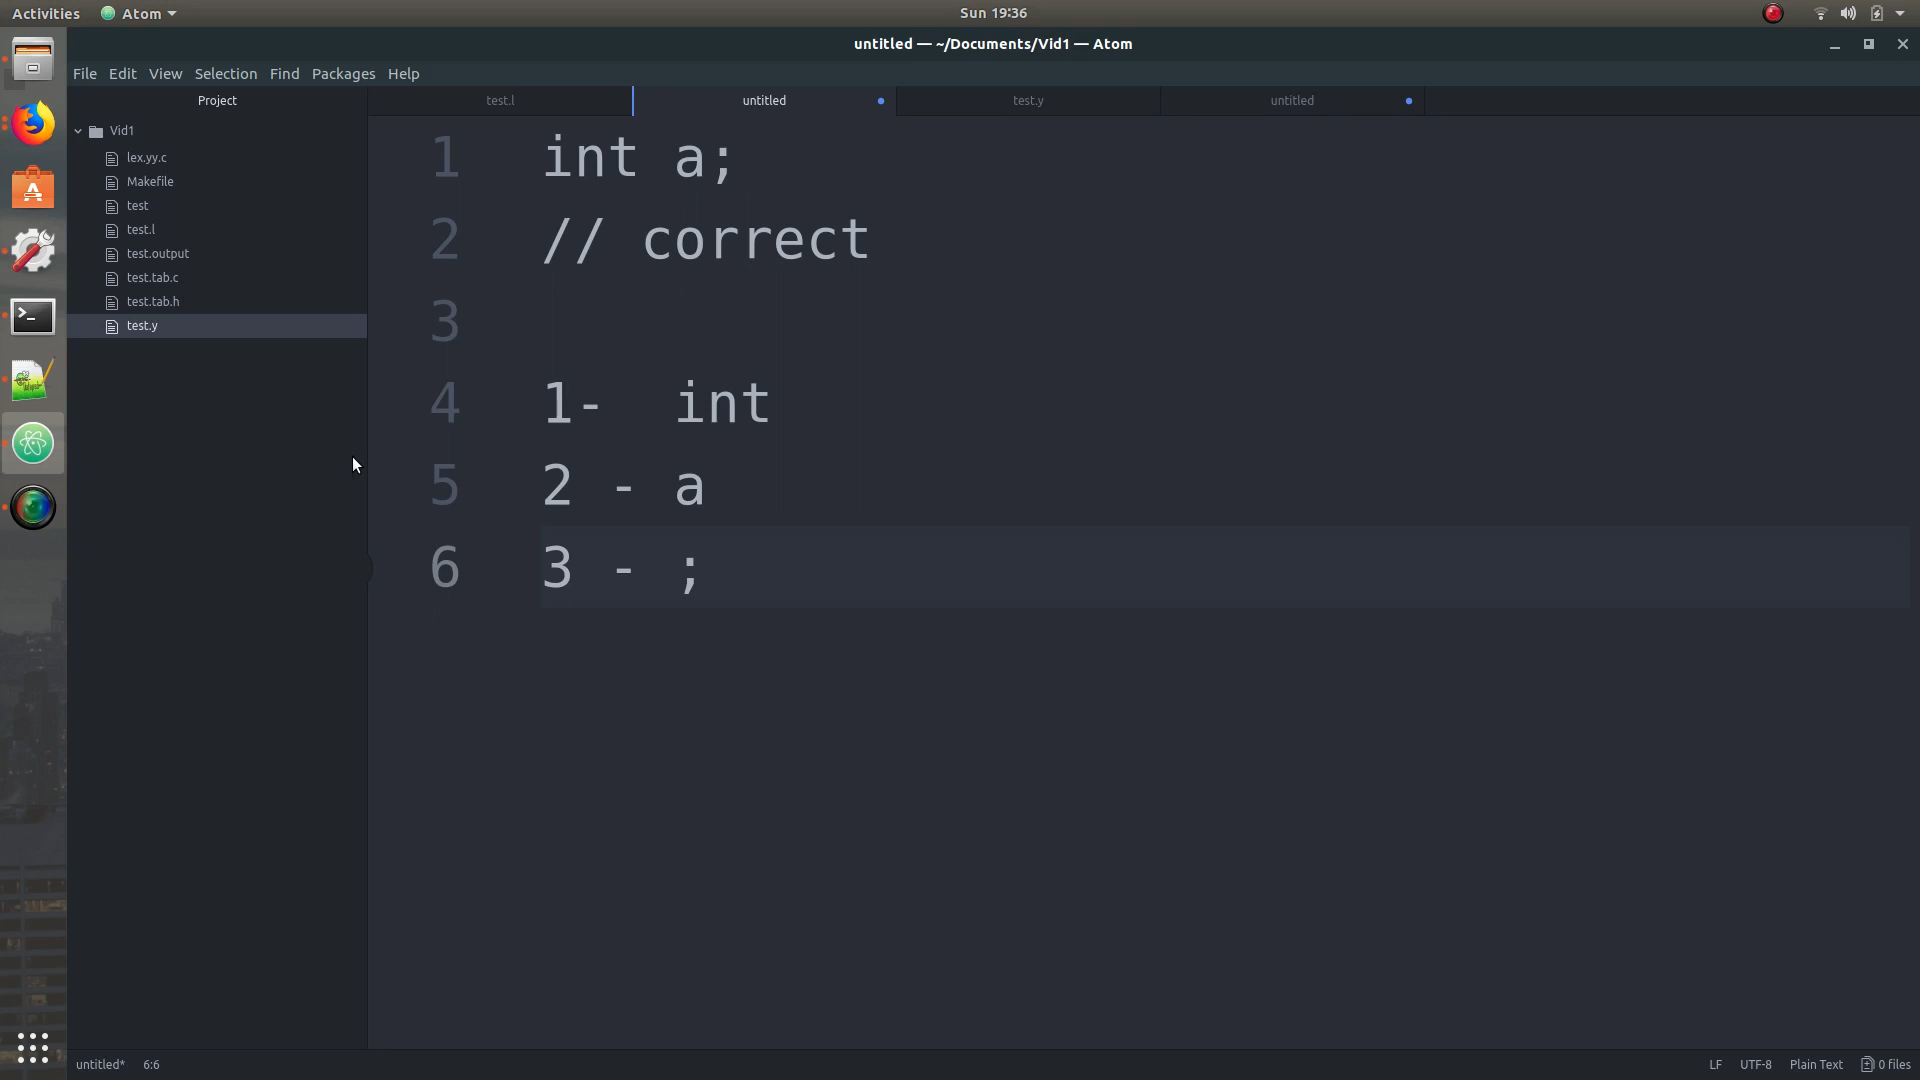 Activities Atom Sun 19:36
untitled — ~/Documents/Vid1 — Atom
File Edit View Selection Find Packages Help
Project test.l untitled test.y untitled
Vid1
lex.yy.c
Makefile
test
test.l
test.output
test.tab.c
test.tab.h
test.y
1 int a;
2 // correct
3
4 1-  int
5 2 - a
6 3 - ;
untitled* 6:6 LF UTF-8 Plain Text 0 files